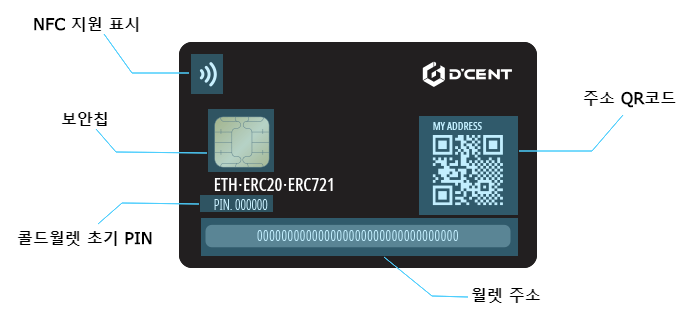 NFC 지원 표시
D'CENT
주소 QR코드
보안칩
MY ADDRESS
ETH·ERC20·ERC721
PIN. 000000
콜드월렛 초기 PIN
월렛 주소